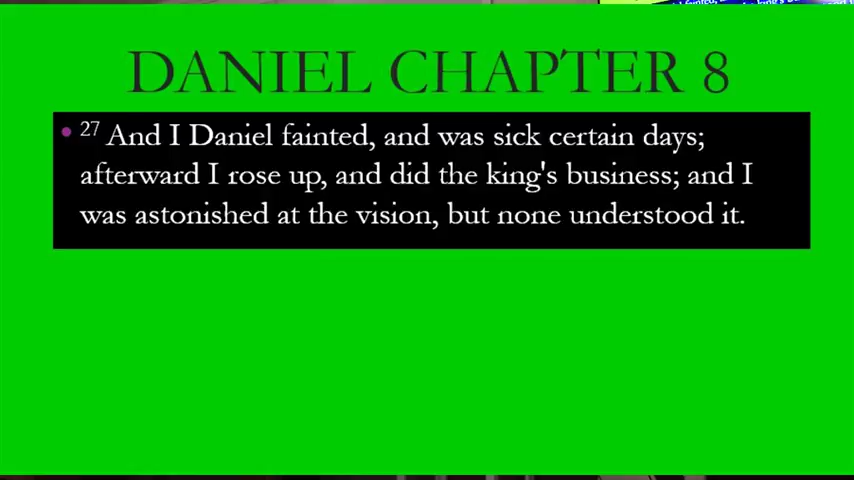 DANIEL CHAPTER 8
• 27 And I Daniel fainted, and was sick certain days;
afterward I rose up, and did the king's business; and I
was astonished at the vision, but none understood it.